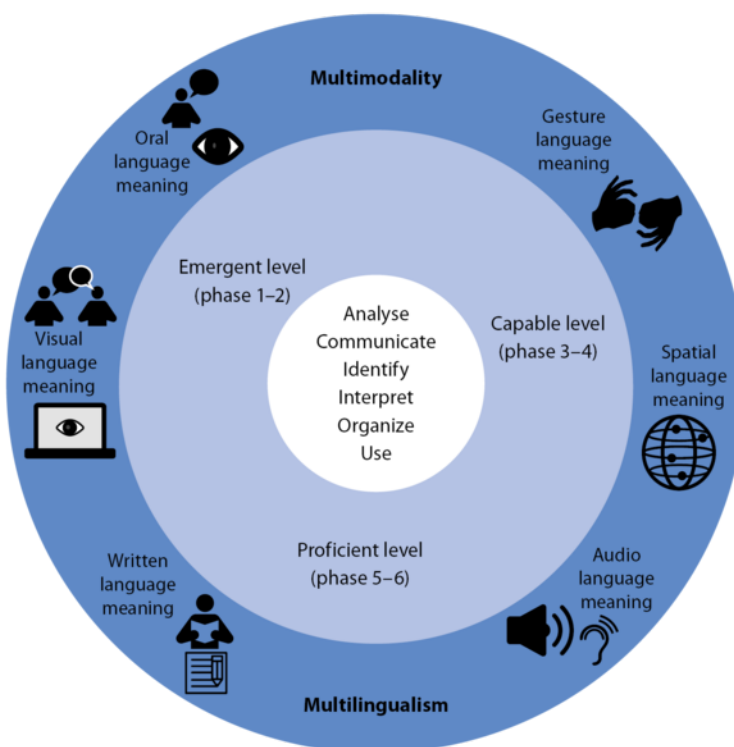 Multimodality
Oral
language
meaning
Gesture
language
meaning
Visual
language
meaning
Spatial
language
meaning
Written
language
meaning
Audio
language
meaning
Multilingualism
Emergent level
(phase 1–2)
Capable level
(phase 3–4)
Proficient level
(phase 5–6)
Analyse
Communicate
Identify
Interpret
Organize
Use